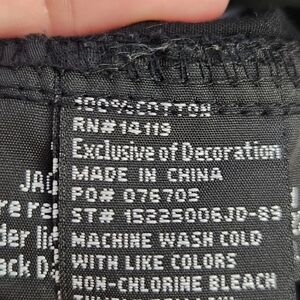 100% COTTON
RN#14119
Exclusive of Decoration
MADE IN CHINA
PO# 076705
ST# 15325006JD-89
MACHINE WASH COLD
WITH LIKE COLORS
NON-CHLORINE BLEACH